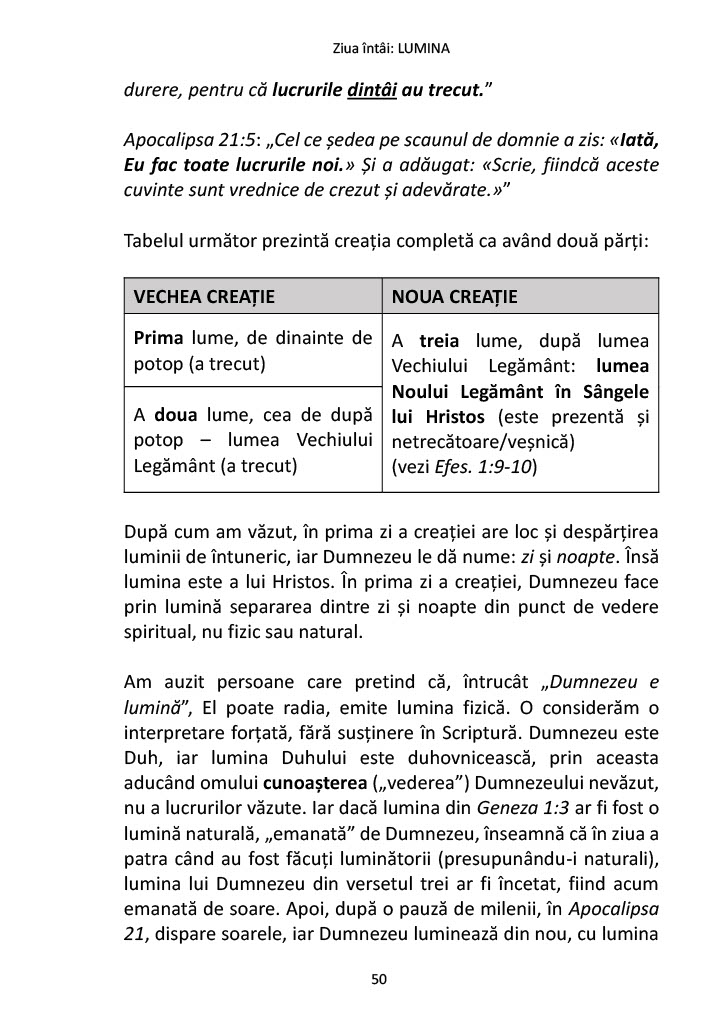 Ziua întâi: LUMINA
durere, pentru că lucrurile dintâi au trecut.”
Apocalipsa 21:5: „Cel ce ședea pe scaunul de domnie a zis: «Iată,
Eu fac toate lucrurile noi.» Și a adăugat: «Scrie, fiindcă aceste
cuvinte sunt vrednice de crezut și adevărate.»”
Tabelul următor prezintă creația completă ca având două părți:
VECHEA CREAȚIE
NOUA CREAȚIE
Prima lume, de dinainte de
potop (a trecut)
A doua lume, cea de după
potop – lumea Vechiului
Legământ (a trecut)
A treia lume, după lumea
Vechiului Legământ: lumea
Noului Legământ în Sângele
lui Hristos (este prezentă și
netrecătoare/veșnică)
(vezi Efes. 1:9-10)
După cum am văzut, în prima zi a creației are loc și despărțirea
luminii de întuneric, iar Dumnezeu le dă nume: zi și noapte. Însă
lumina este a lui Hristos. În prima zi a creației, Dumnezeu face
prin lumină separarea dintre zi și noapte din punct de vedere
spiritual, nu fizic sau natural.
Am auzit persoane care pretind că, întrucât „Dumnezeu e
lumină”, El poate radia, emite lumina fizică. O considerăm o
interpretare forțată, fără susținere în Scriptură. Dumnezeu este
Duh, iar lumina Duhului este duhovnicească, prin aceasta
aducând omului cunoașterea („vederea”) Dumnezeului nevăzut,
nu a lucrurilor văzute. Iar dacă lumina din Geneza 1:3 ar fi fost o
lumină naturală, „emanată” de Dumnezeu, înseamnă că în ziua a
patra când au fost făcuți luminătorii (presupunându-i naturali),
lumina lui Dumnezeu din versetul trei ar fi încetat, fiind acum
emanată de soare. Apoi, după o pauză de milenii, în Apocalipsa
21, dispare soarele, iar Dumnezeu luminează din nou, cu lumina
50